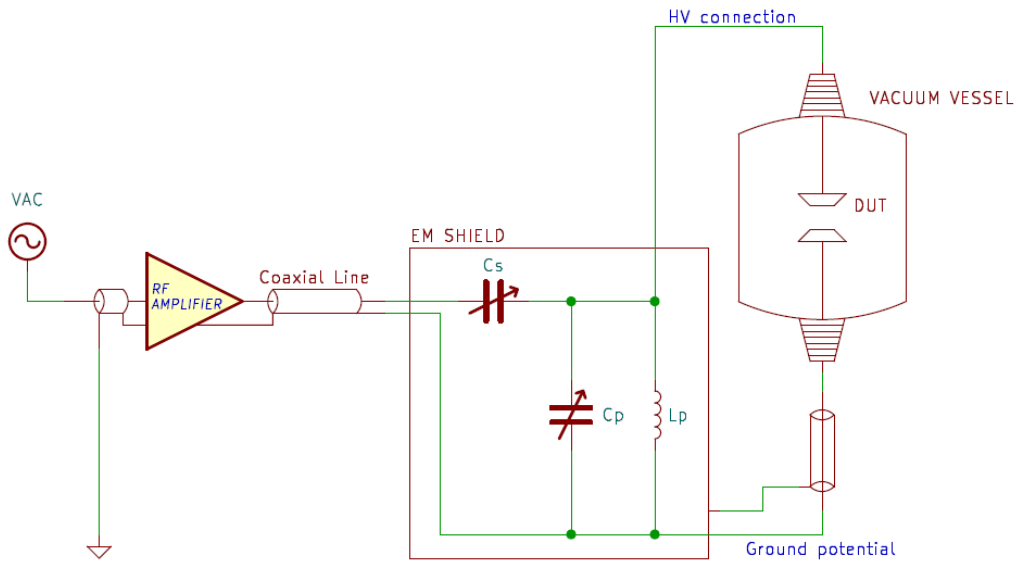 HV connection
VACUUM VESSEL
VAC
DUT
EM SHIELD
Cs
Coaxial Line
RF
AMPLIFIER
Cp
Lp
Ground potential